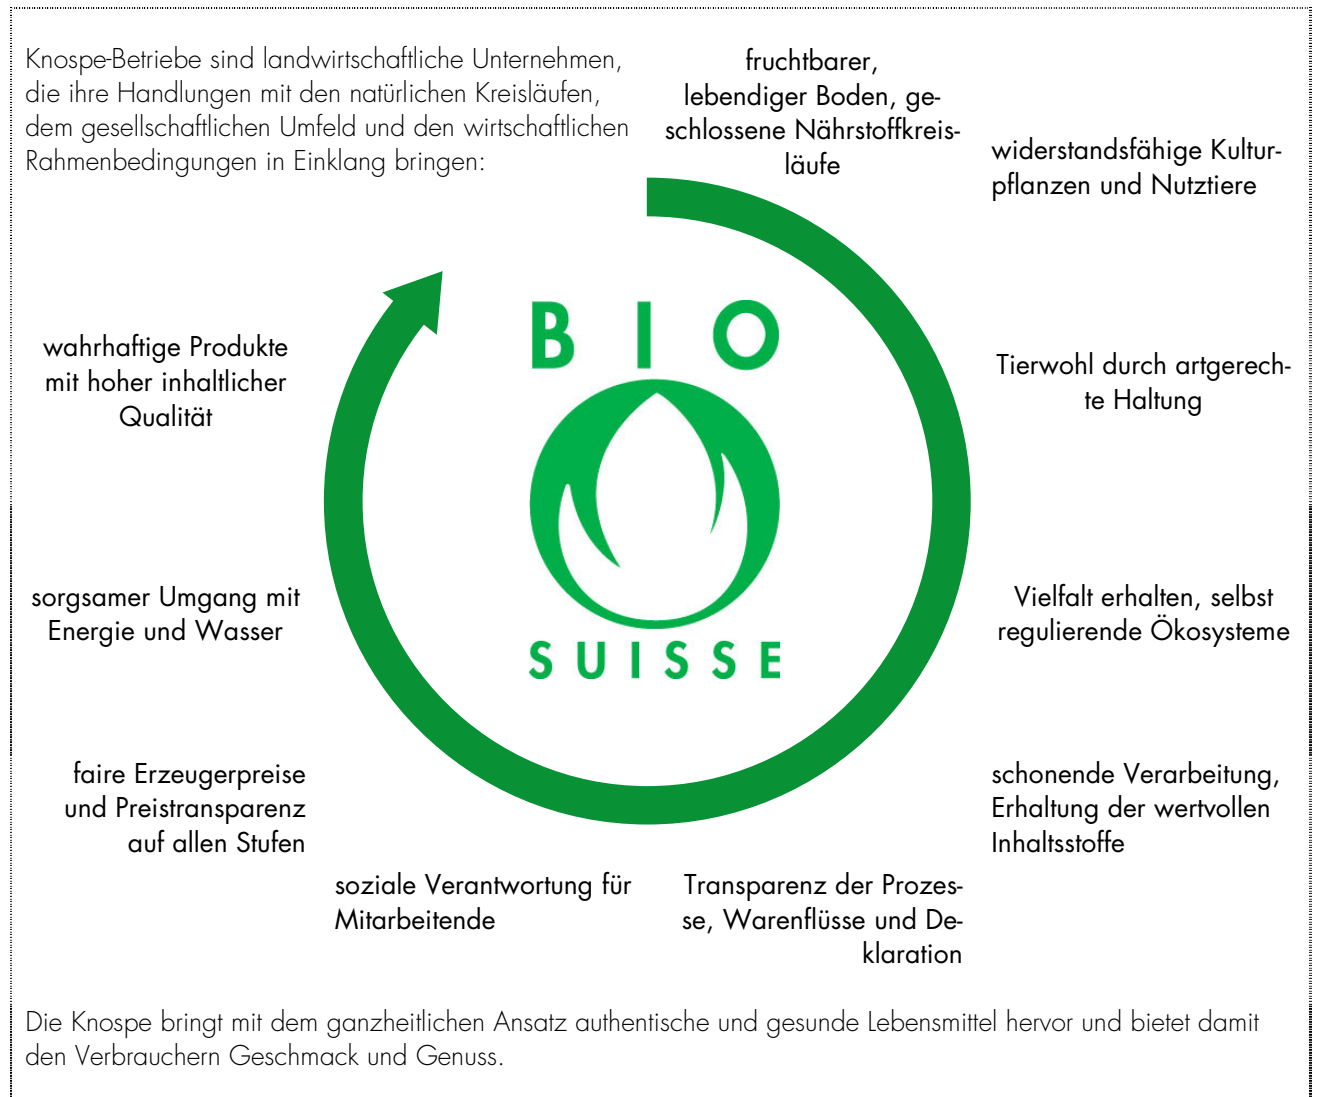 Knospe-Betriebe sind landwirtschaftliche Unternehmen,
die ihre Handlungen mit den natürlichen Kreisläufen,
dem gesellschaftlichen Umfeld und den wirtschaftlichen
Rahmenbedingungen in Einklang bringen:
fruchtbarer,
lebendiger Boden, ge-
schlossene Nährstoffkreis-
läufe
widerstandsfähige Kultur-
pflanzen und Nutztiere
Tierwohl durch artgerech-
te Haltung
Vielfalt erhalten, selbst
regulierende Ökosysteme
schonende Verarbeitung,
Erhaltung der wertvollen
Inhaltsstoffe
Transparenz der Prozes-
se, Warenflüsse und De-
klaration
soziale Verantwortung für
Mitarbeitende
faire Erzeugerpreise
und Preistransparenz
auf allen Stufen
sorgsamer Umgang mit
Energie und Wasser
wahrhaftige Produkte
mit hoher inhaltlicher
Qualität
BIO
SUISSE
Die Knospe bringt mit dem ganzheitlichen Ansatz authentische und gesunde Lebensmittel hervor und bietet damit
den Verbrauchern Geschmack und Genuss.